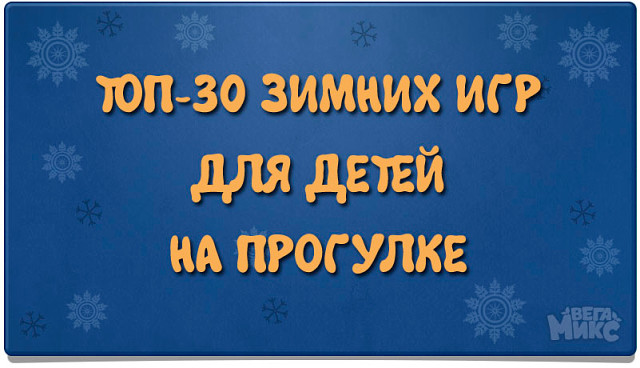 ТОП-30 ЗИМНИХ ИГР
ДЛЯ ДЕТЕЙ
НА ПРОГУЛКЕ
ВЕГА
МИКС